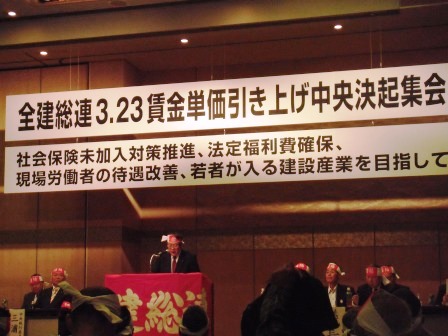 全建総連3.23賃金単価引き上げ中央決起集会
社会保険未加入対策推進、法定福利費確保、
現場労働者の待遇改善、若者が入る建設産業を目指して
建総連
三浦